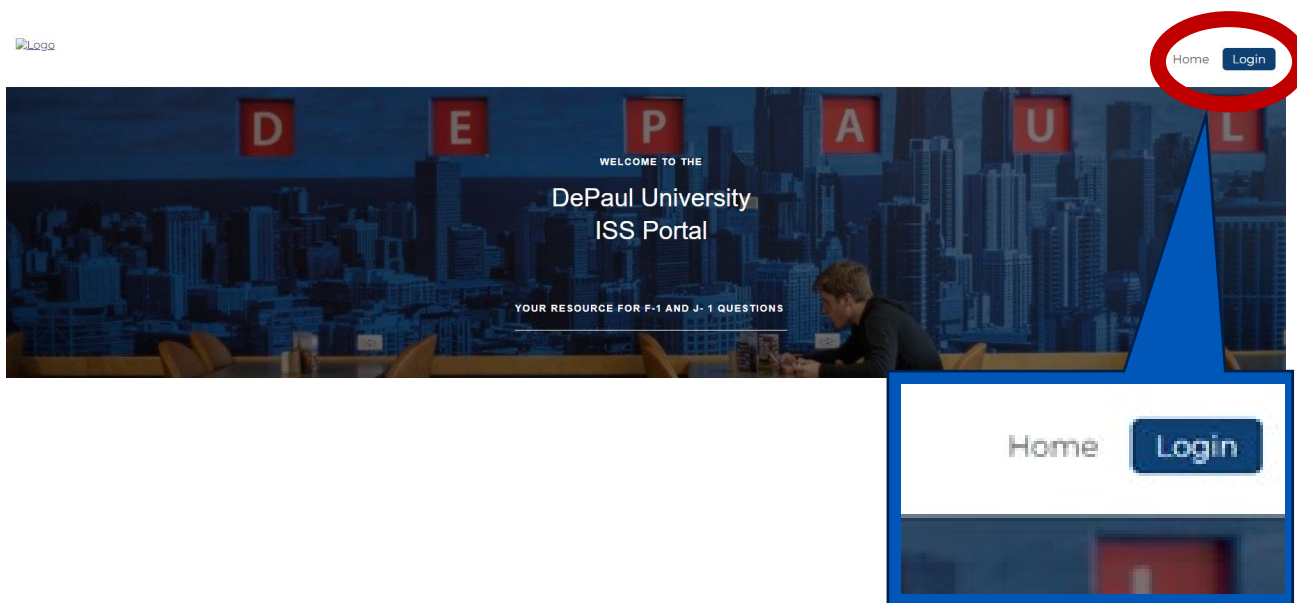 Logo
Home Login
D E P A U L
WELCOME TO THE
DePaul University
ISS Portal
YOUR RESOURCE FOR F-1 AND J- 1 QUESTIONS
Home Login